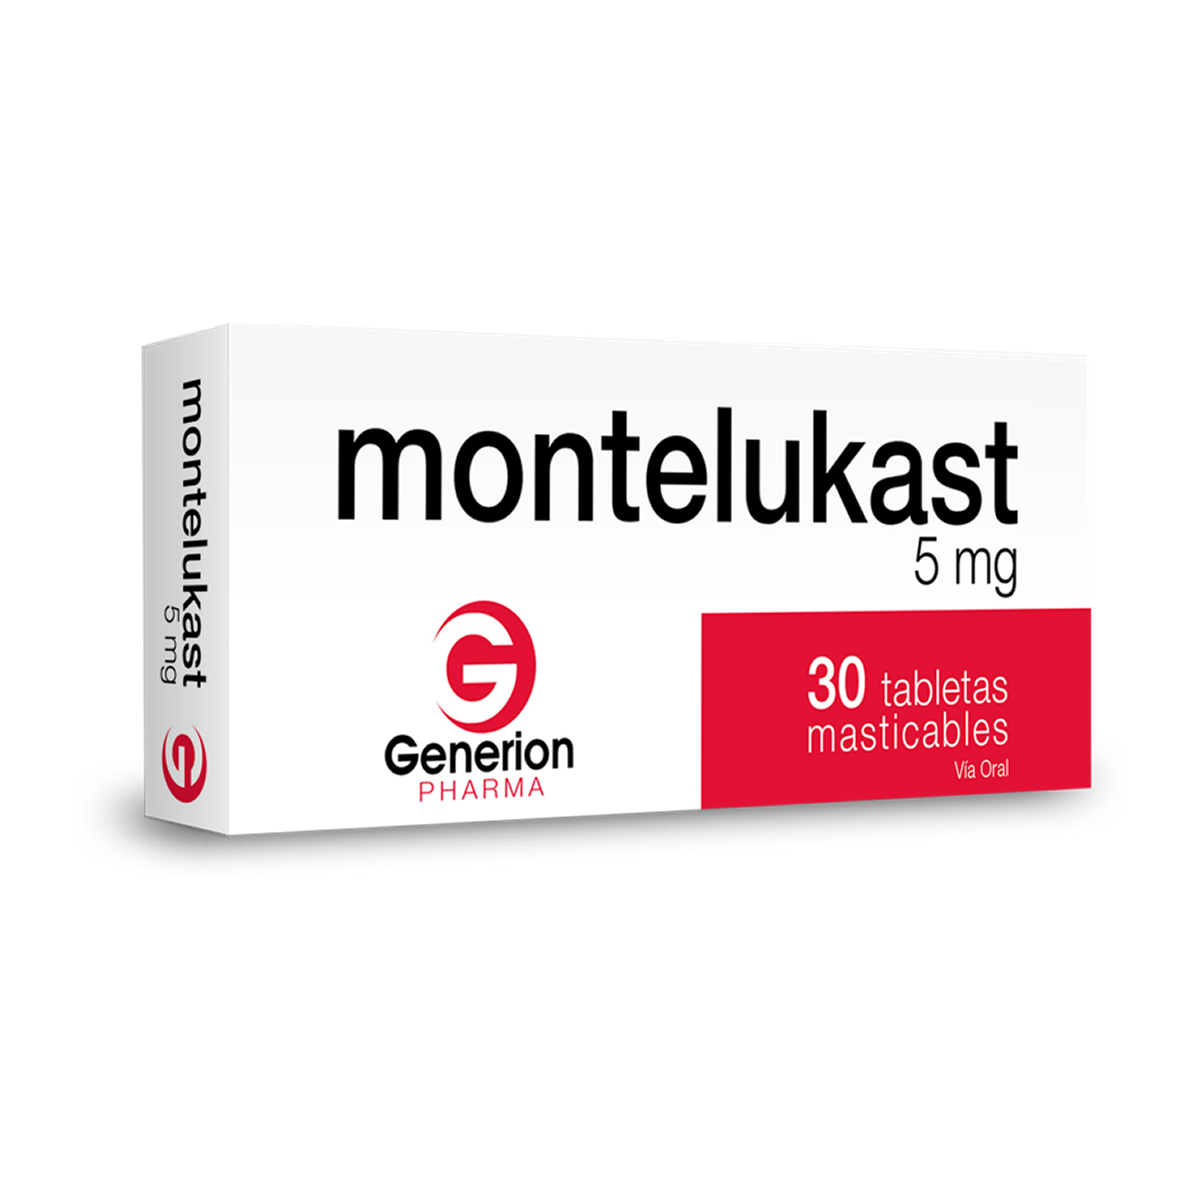 montelukast
5 mg
montelukast
5 mg
G
Generion
PHARMA
30 tabletas
masticables
Vía Oral
G